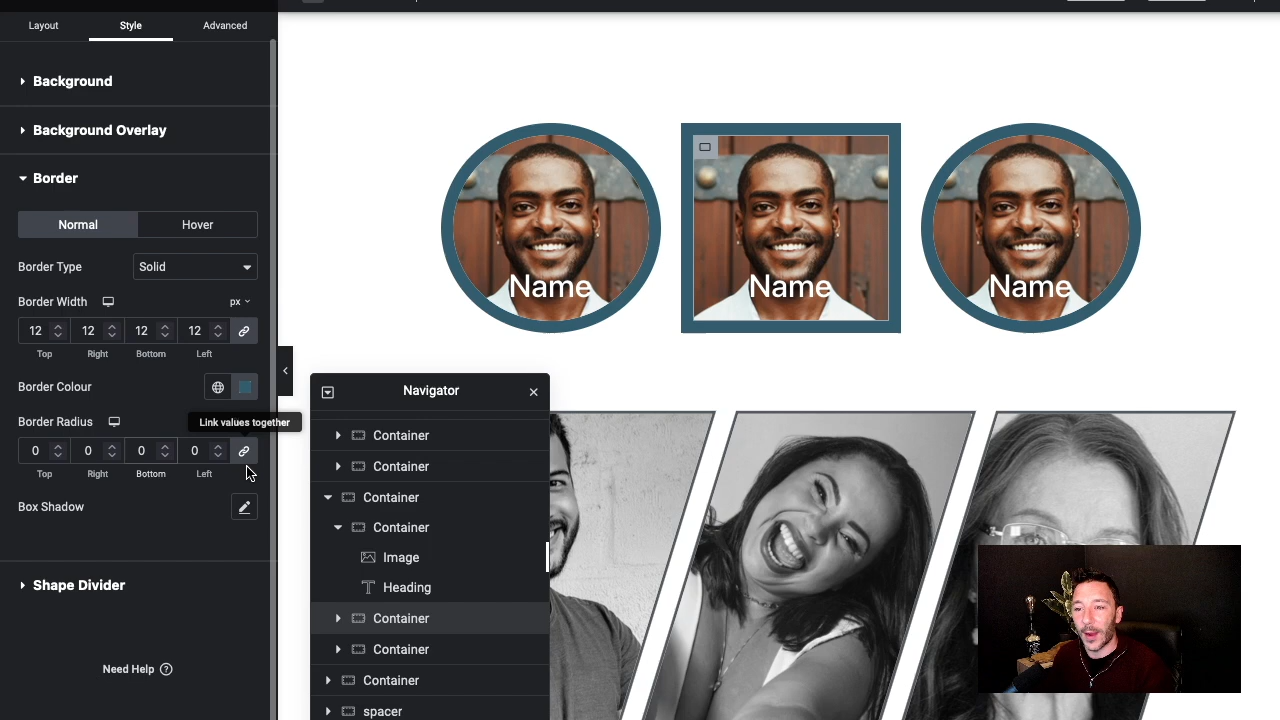 Layout
Style
Advanced
Background
Background Overlay
Border
Normal
Hover
Border Type
Solid
Border Width
px
12
12
12
12
Top
Right
Bottom
Left
Border Colour
Link values together
Border Radius
0
0
0
0
Top
Right
Bottom
Left
Box Shadow
Shape Divider
Need Help
Name
Name
Name
Navigator
Container
Container
Container
Container
Image
Heading
Container
Container
Container
spacer